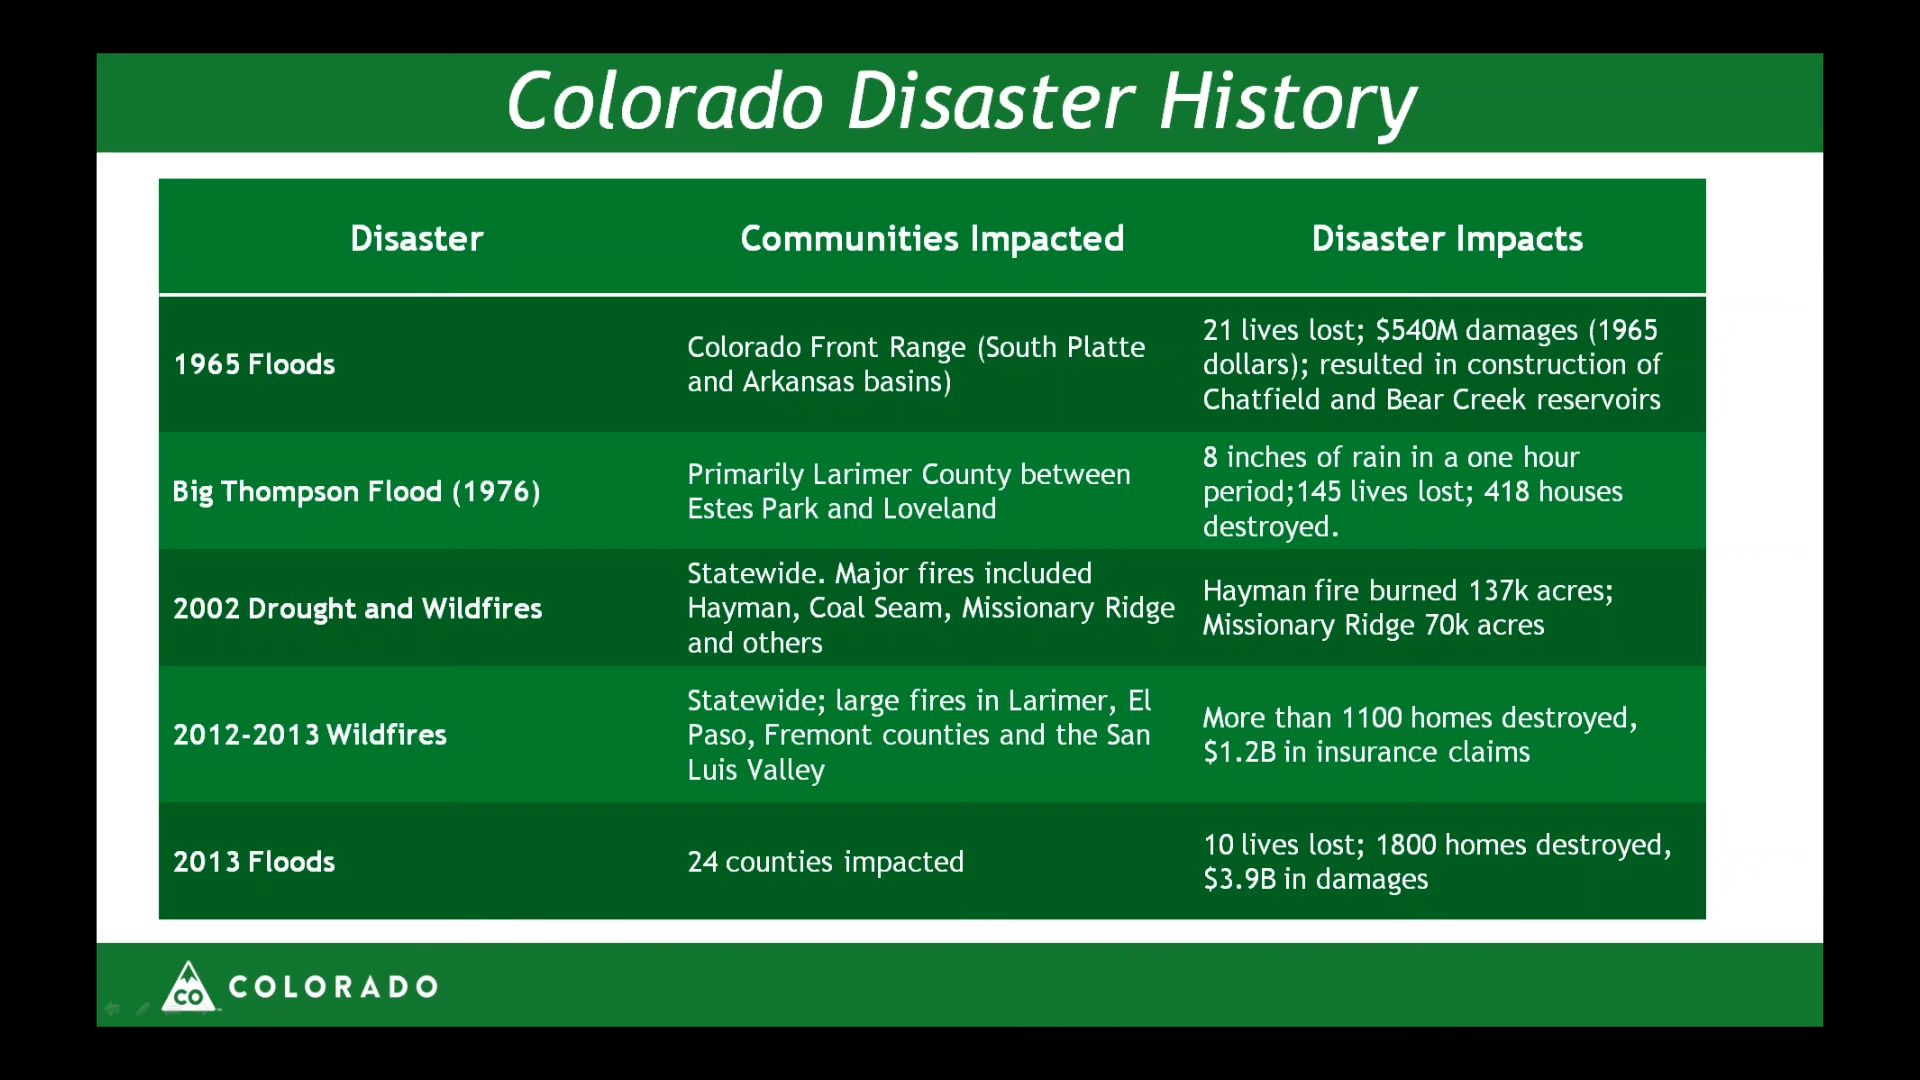 Colorado Disaster History
Disaster
Communities Impacted
Disaster Impacts
1965 Floods
Colorado Front Range (South Platte
and Arkansas basins)
21 lives lost; $540M damages (1965
dollars); resulted in construction of
Chatfield and Bear Creek reservoirs
Big Thompson Flood (1976)
Primarily Larimer County between
Estes Park and Loveland
8 inches of rain in a one hour
period;145 lives lost; 418 houses
destroyed.
2002 Drought and Wildfires
Statewide. Major fires included
Hayman, Coal Seam, Missionary Ridge
and others
Hayman fire burned 137k acres;
Missionary Ridge 70k acres
2012-2013 Wildfires
Statewide; large fires in Larimer, El
Paso, Fremont counties and the San
Luis Valley
More than 1100 homes destroyed,
$1.2B in insurance claims
2013 Floods
24 counties impacted
10 lives lost; 1800 homes destroyed,
$3.9B in damages
CO
COLORADO